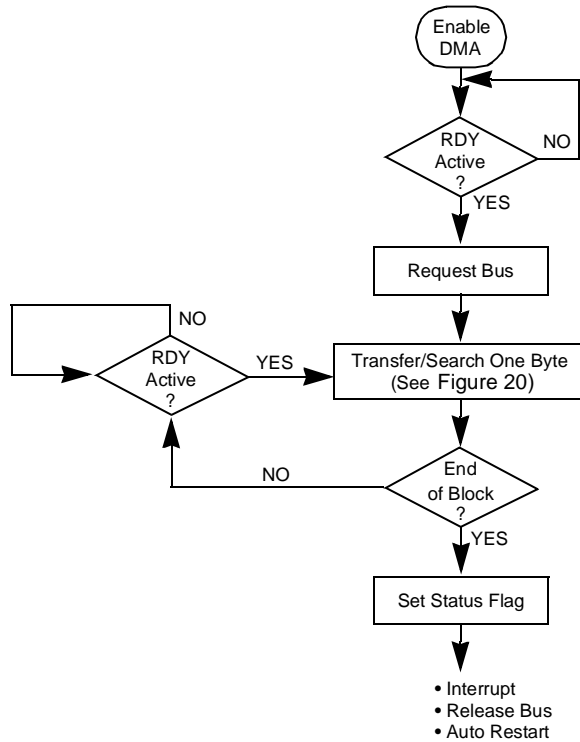 Enable
DMA
RDY
Active
?
NO
YES
Request Bus
NO
RDY
Active
?
YES
Transfer/Search One Byte
(See Figure 20)
NO
End
of Block
?
YES
Set Status Flag
• Interrupt
• Release Bus
• Auto Restart